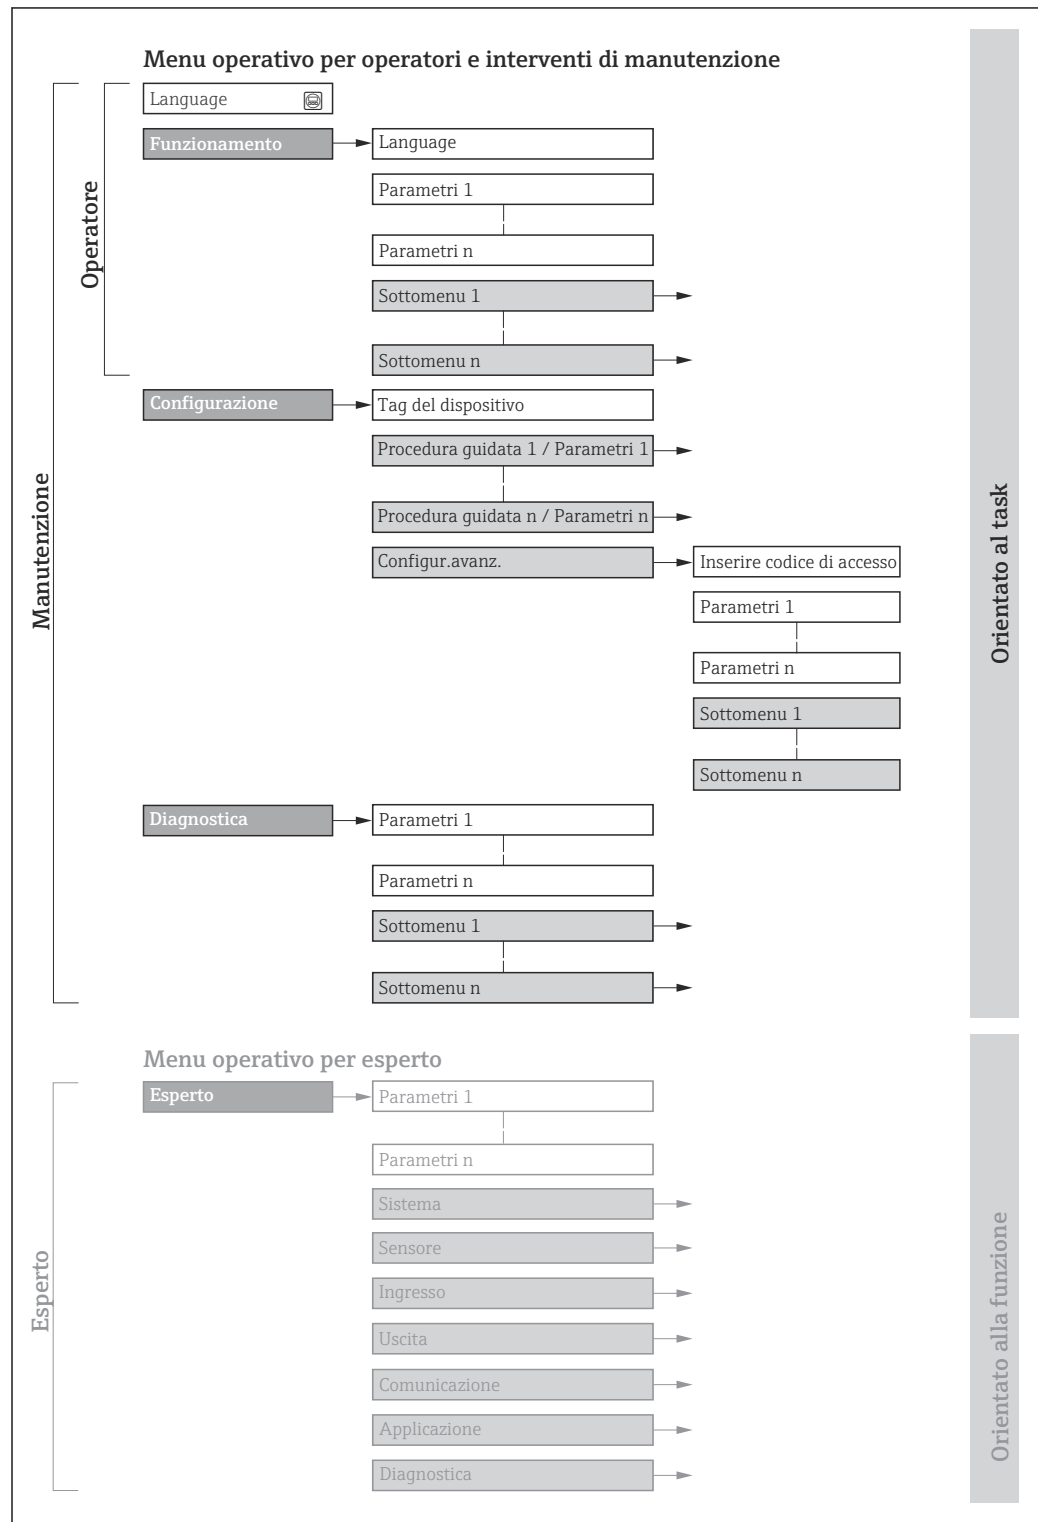 Menu operativo per operatori e interventi di manutenzione
Language
Funzionamento
Language
Parametri 1
Parametri n
Sottomenu 1
Sottomenu n
Operatore
Configurazione
Tag del dispositivo
Procedura guidata 1 / Parametri 1
Procedura guidata n / Parametri n
Configur.avanz.
Inserire codice di accesso
Parametri 1
Parametri n
Sottomenu 1
Sottomenu n
Manutenzione
Orientato al task
Diagnostica
Parametri 1
Parametri n
Sottomenu 1
Sottomenu n
Menu operativo per esperto
Esperto
Parametri 1
Parametri n
Sistema
Sensore
Ingresso
Uscita
Comunicazione
Applicazione
Diagnostica
Esperto
Orientato alla funzione